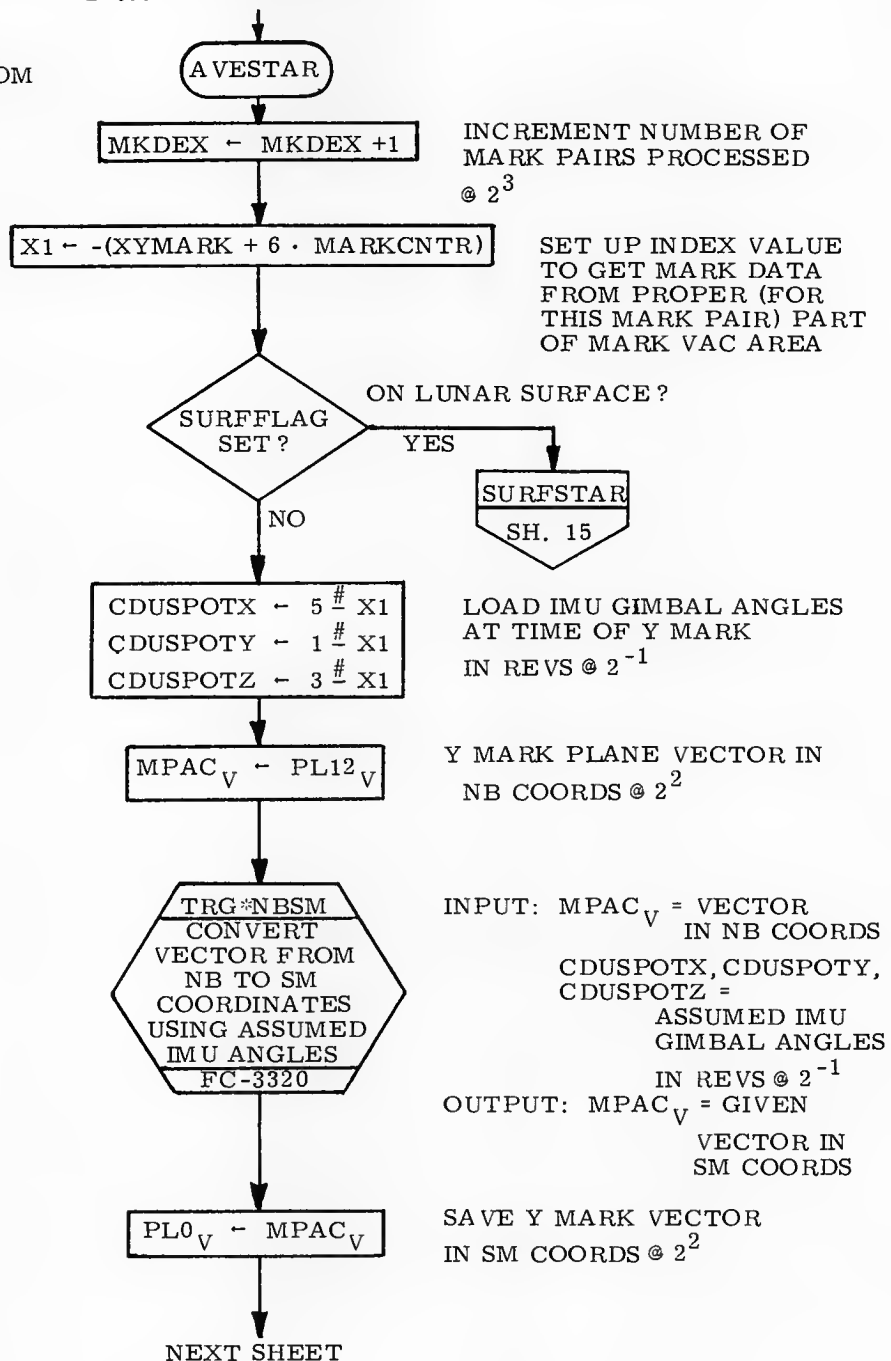 OM
AVESTAR
MKDEX ← MKDEX +1
INCREMENT NUMBER OF
MARK PAIRS PROCESSED
@ 2^3
X1 ← -(XYMARK + 6 · MARKCNTR)
SET UP INDEX VALUE
TO GET MARK DATA
FROM PROPER (FOR
THIS MARK PAIR) PART
OF MARK VAC AREA
SURFFLAG
SET?
ON LUNAR SURFACE?
YES
SURFSTAR
SH. 15
NO
CDUSPOTX ← 5 #- X1
CDUSPOTY ← 1 #- X1
CDUSPOTZ ← 3 #- X1
LOAD IMU GIMBAL ANGLES
AT TIME OF Y MARK
IN REVS @ 2^-1
MPAC_V ← PL12_V
Y MARK PLANE VECTOR IN
NB COORDS @ 2^2
TRG*NBSM
CONVERT
VECTOR FROM
NB TO SM
COORDINATES
USING ASSUMED
IMU ANGLES
FC-3320
INPUT: MPAC_V = VECTOR
IN NB COORDS
CDUSPOTX, CDUSPOTY,
CDUSPOTZ =
ASSUMED IMU
GIMBAL ANGLES
IN REVS @ 2^-1
OUTPUT: MPAC_V = GIVEN
VECTOR IN
SM COORDS
PL0_V ← MPAC_V
SAVE Y MARK VECTOR
IN SM COORDS @ 2^2
NEXT SHEET